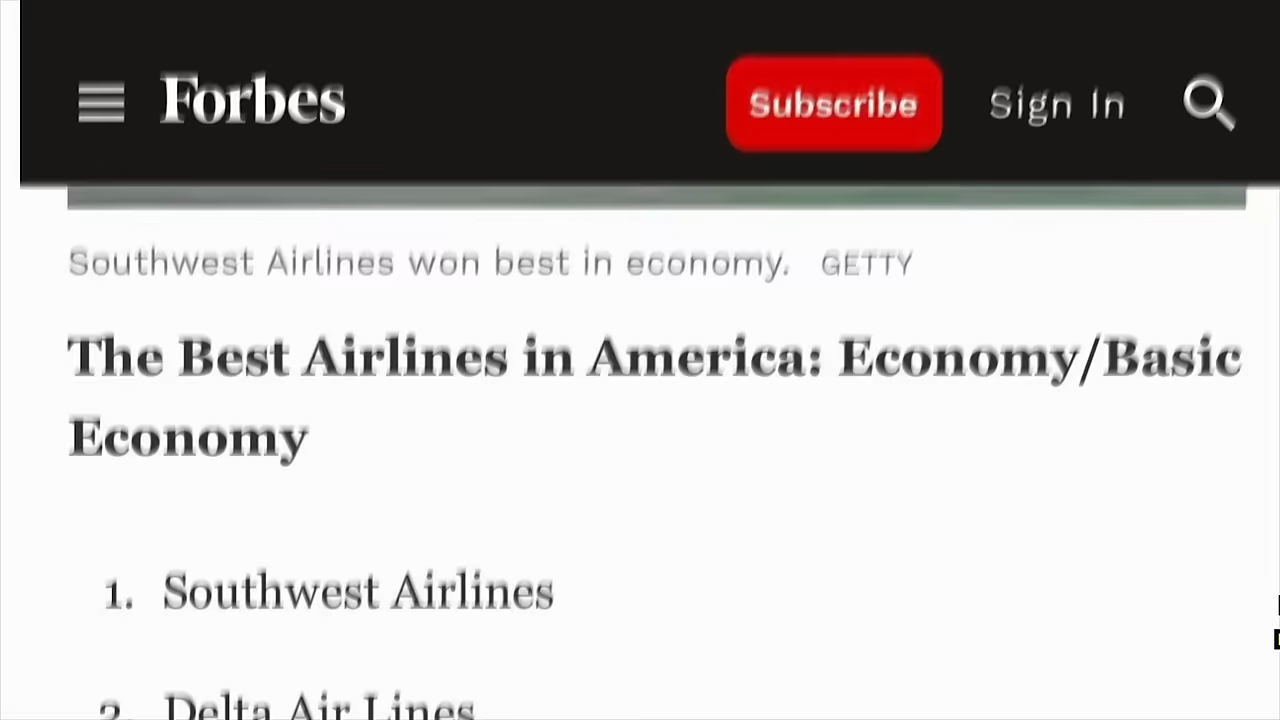 Forbes
Subscribe
Sign In
Southwest Airlines won best in economy. GETTY
The Best Airlines in America: Economy/Basic
Economy
1. Southwest Airlines
2. Delta Air Lines